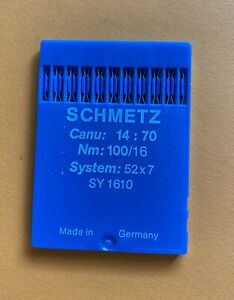 SCHMETZ
Canu: 14 : 70
Nm: 100/16
System: 52x7
SY 1610
Made in Germany